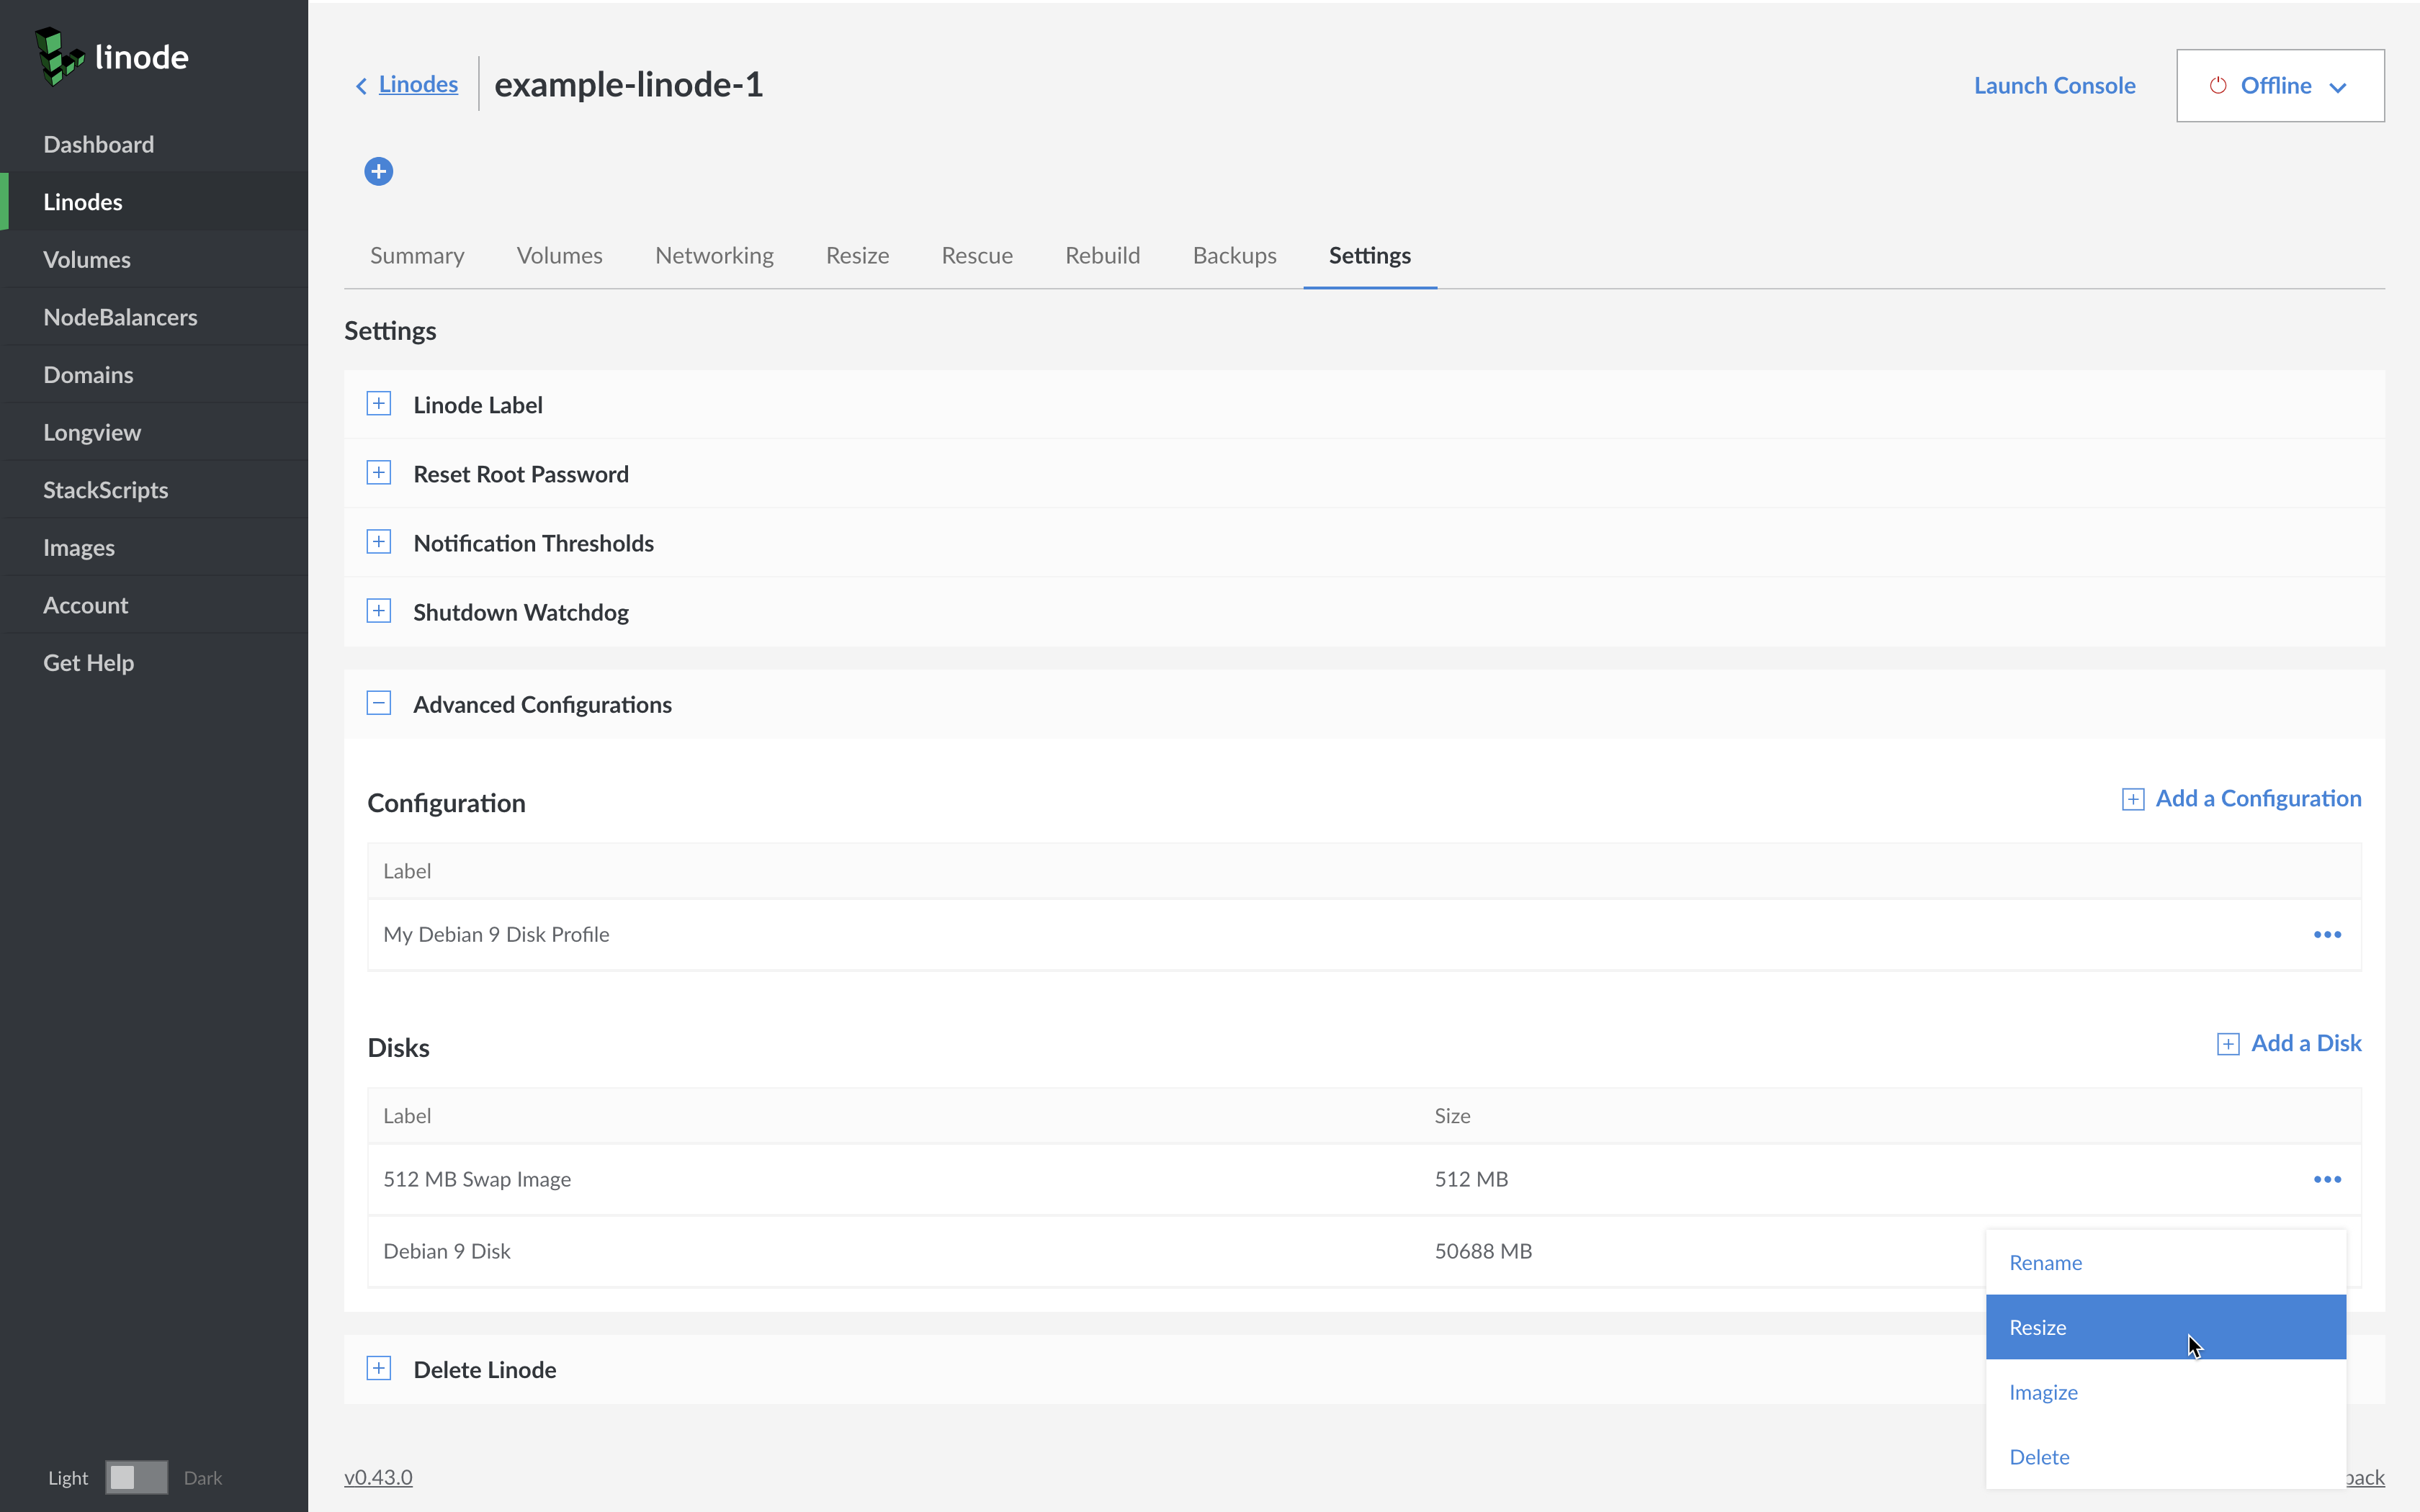 linode
Dashboard
Linodes
Volumes
NodeBalancers
Domains
Longview
StackScripts
Images
Account
Get Help
Light Dark
Linodes example-linode-1
Launch Console Offline
Summary Volumes Networking Resize Rescue Rebuild Backups Settings
Settings
Linode Label
Reset Root Password
Notification Thresholds
Shutdown Watchdog
Advanced Configurations
Configuration Add a Configuration
Label
My Debian 9 Disk Profile
Disks Add a Disk
Label Size
512 MB Swap Image 512 MB
Debian 9 Disk 50688 MB
Rename
Resize
Imagize
Delete
Delete Linode
v0.43.0